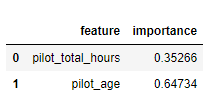 feature importance
0 pilot_total_hours 0.35266
1 pilot_age 0.64734